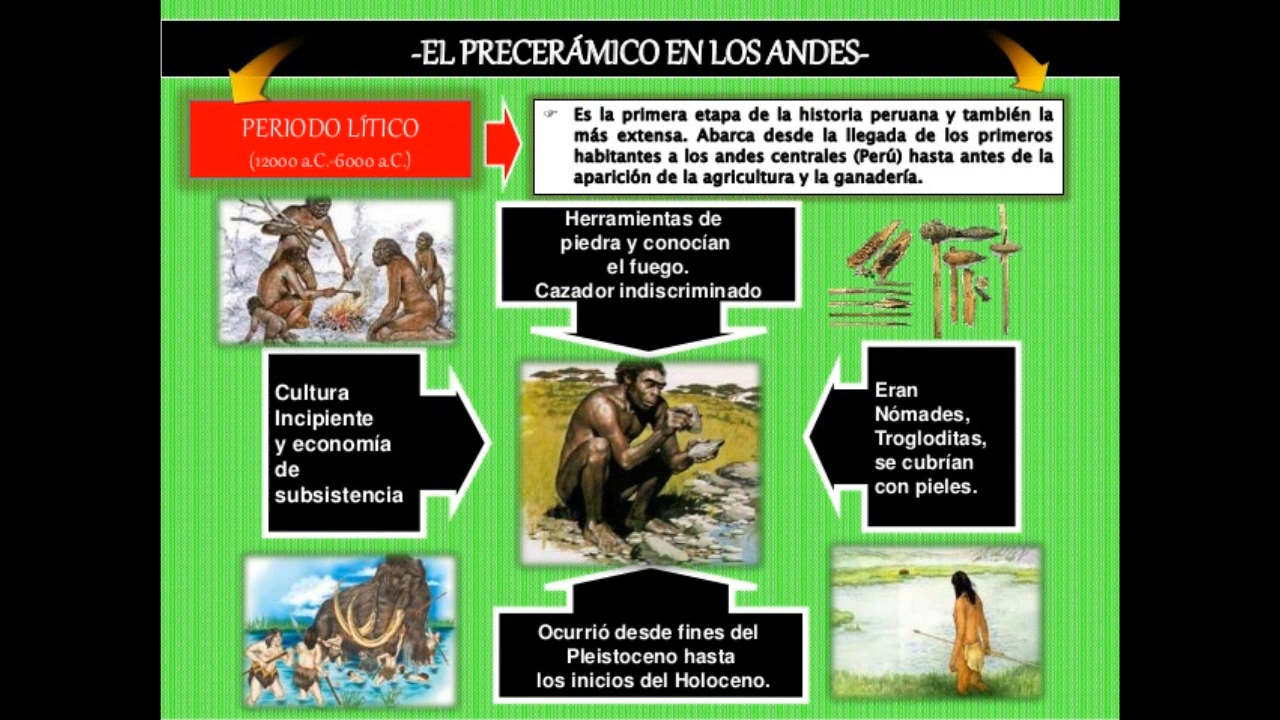 -EL PRECERÁMICO EN LOS ANDES-
PERIODO LÍTICO
(12000 a.C.-6000 a.C.)
Es la primera etapa de la historia peruana y también la
más extensa. Abarca desde la llegada de los primeros
habitantes a los andes centrales (Perú) hasta antes de la
aparición de la agricultura y la ganadería.
Herramientas de
piedra y conocían
el fuego.
Cazador indiscriminado
Cultura
Incipiente
y economía
de
subsistencia
Eran
Nómades,
Trogloditas,
se cubrían
con pieles.
Ocurrió desde fines del
Pleistoceno hasta
los inicios del Holoceno.